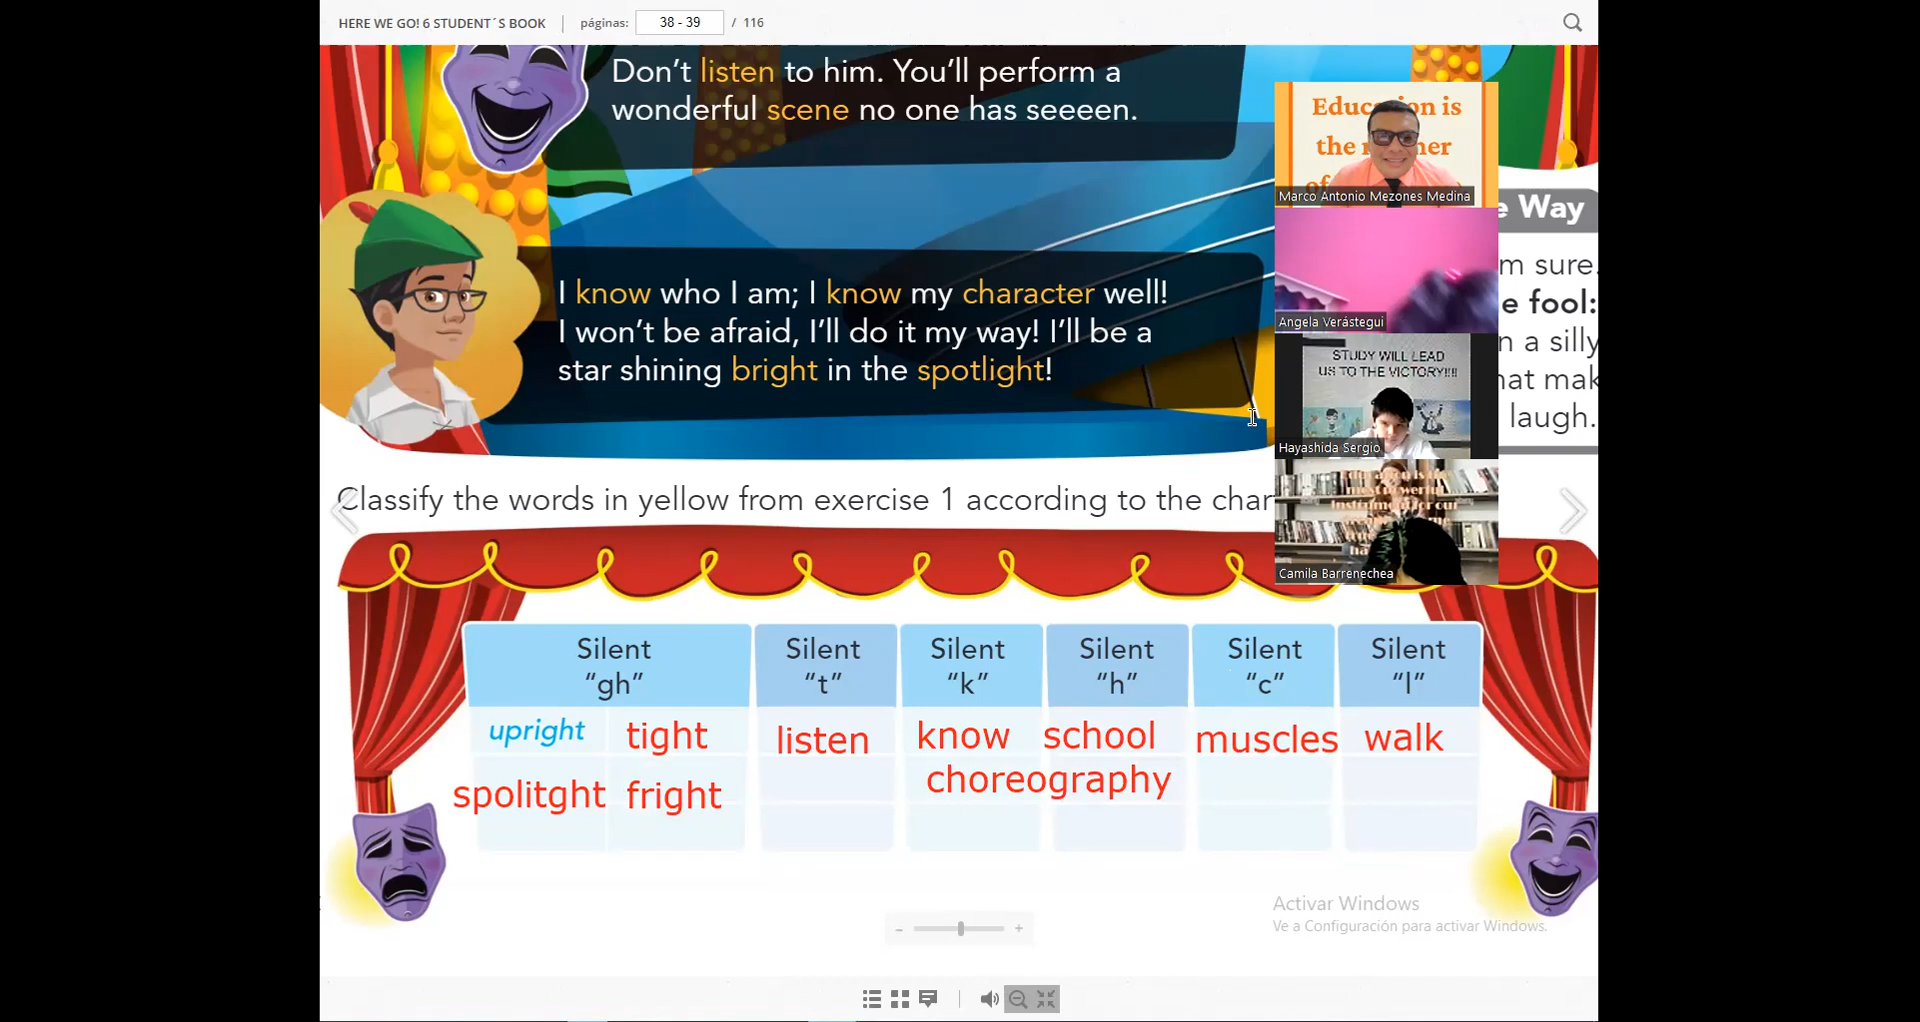 HERE WE GO! 6 STUDENT´S BOOK
páginas: 38 - 39 / 116
Don't listen to him. You'll perform a
wonderful scene no one has seeeen.
I know who I am; I know my character well!
I won't be afraid, I'll do it my way! I'll be a
star shining bright in the spotlight!
Education is
the
of
Marco Antonio Mezones Medina
Angela Verástegui
STUDY WILL LEAD
US TO THE VICTORY!!!!
Hayashida Sergio
Camila Barrenechea
e Way
m sure.
e fool:
n a silly
hat mak
laugh.
Classify the words in yellow from exercise 1 according to the char
Silent "gh"
Silent "t"
Silent "k"
Silent "h"
Silent "c"
Silent "l"
upright tight listen know school muscles walk
choreography
spolitght fright
Activar Windows
Ve a Configuración para activar Windows.